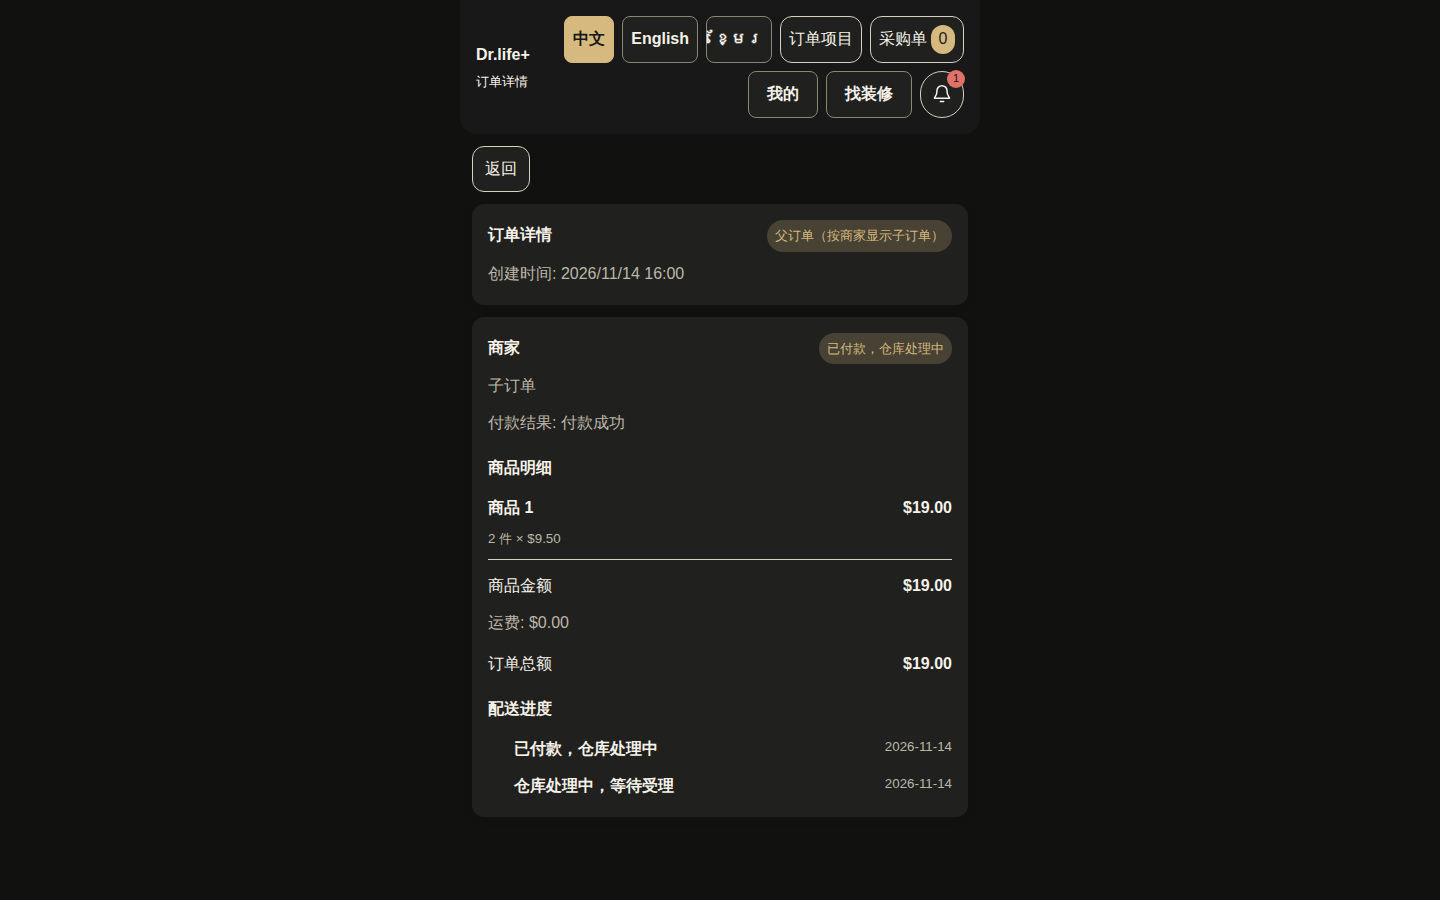 Dr.life+
订单详情
中文
English
ខ្មែរ
订单项目
采购单 0
我的
找装修
1
返回
订单详情
父订单（按商家显示子订单）
创建时间: 2026/11/14 16:00
商家
已付款，仓库处理中
子订单
付款结果: 付款成功
商品明细
商品 1 $19.00
2 件 × $9.50
商品金额 $19.00
运费: $0.00
订单总额 $19.00
配送进度
已付款，仓库处理中 2026-11-14
仓库处理中，等待受理 2026-11-14